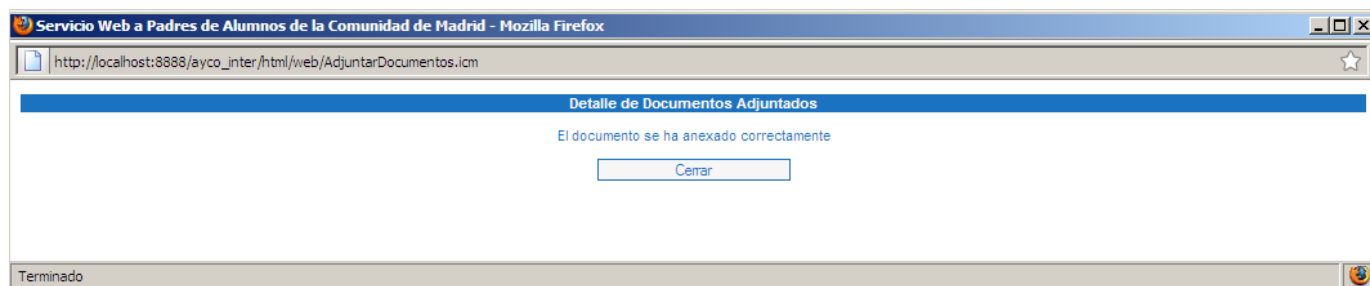 Servicio Web a Padres de Alumnos de la Comunidad de Madrid - Mozilla Firefox
http://localhost:8888/ayco_inter/html/web/AdjuntarDocumentos.icm
Detalle de Documentos Adjuntados
El documento se ha anexado correctamente
Cerrar
Terminado